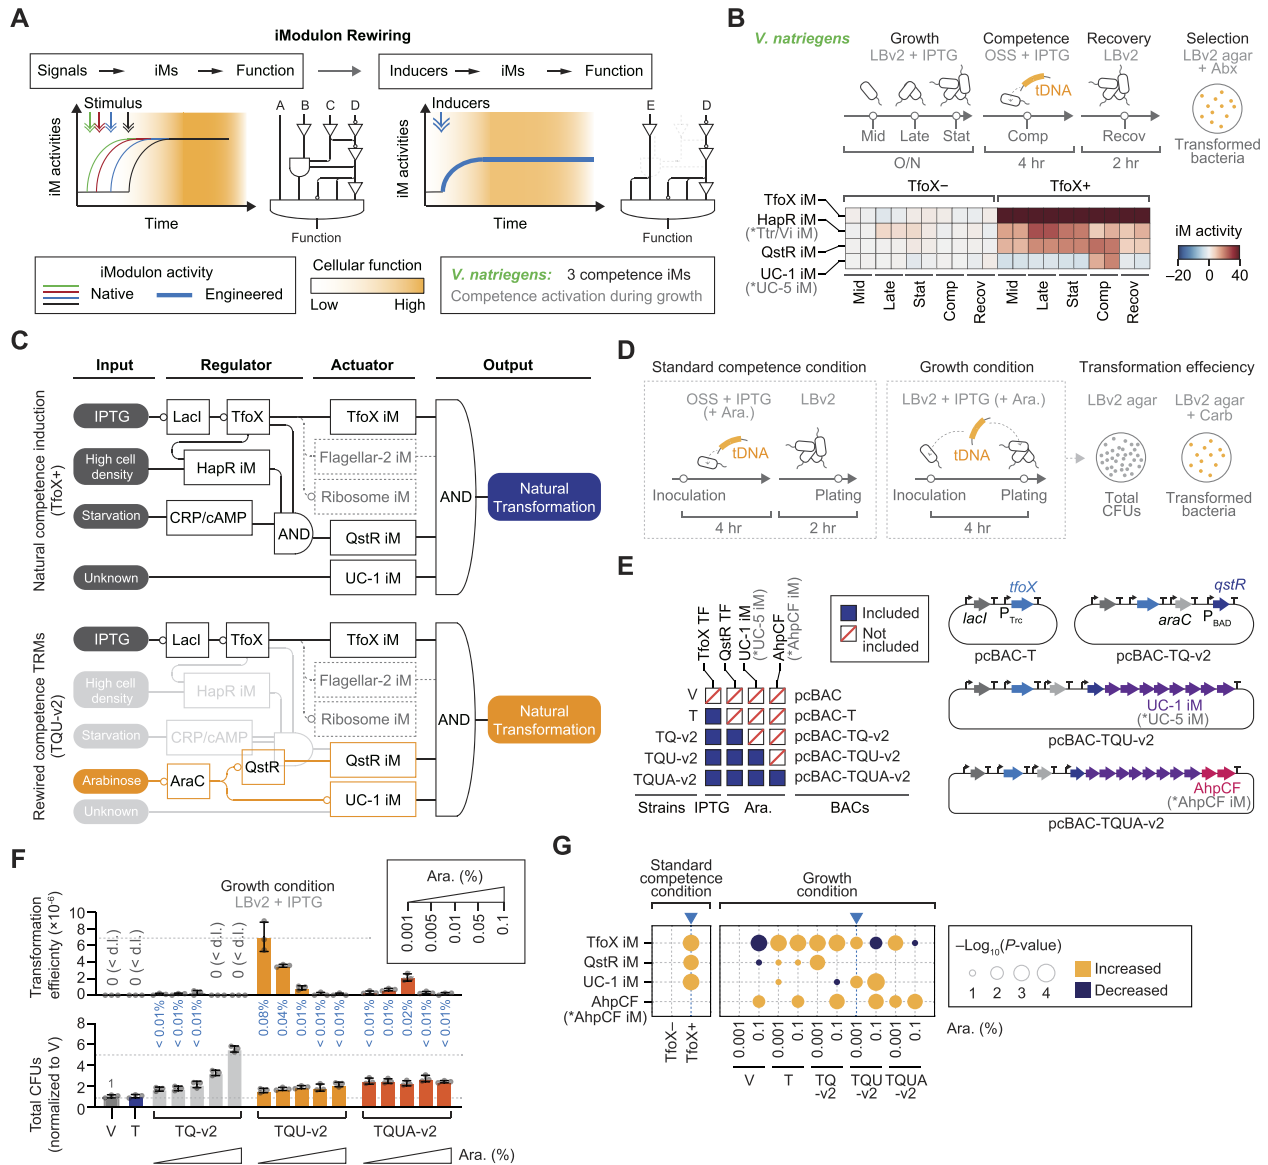 A
iModulon Rewiring
Signals
iMs
Function
Inducers
iMs
Function
Stimulus
iM activities
Time
A
B
C
D
Function
Inducers
iM activities
Time
E
D
Function
iModulon activity
Native
Engineered
Cellular function
Low
High
V. natriegens: 3 competence iMs
Competence activation during growth
B
V. natriegens
Growth
LBv2 + IPTG
Competence
OSS + IPTG
Recovery
LBv2
Selection
LBv2 agar
+ Abx
tDNA
Mid
Late
Stat
Comp
Recov
O/N
4 hr
2 hr
Transformed
bacteria
TfoX−
TfoX+
TfoX iM
HapR iM
(*Ttr/Vi iM)
QstR iM
UC-1 iM
(*UC-5 iM)
Mid
Late
Stat
Comp
Recov
Mid
Late
Stat
Comp
Recov
iM activity
−20
0
40
C
Input
Regulator
Actuator
Output
Natural competence induction
(TfoX+)
IPTG
LacI
TfoX
TfoX iM
High cell
density
HapR iM
Flagellar-2 iM
Ribosome iM
Starvation
CRP/cAMP
AND
QstR iM
Unknown
UC-1 iM
AND
Natural
Transformation
Rewired competence TRMs
(TQU-v2)
IPTG
LacI
TfoX
TfoX iM
High cell
density
HapR iM
Flagellar-2 iM
Ribosome iM
Starvation
CRP/cAMP
QstR
QstR iM
Arabinose
AraC
UC-1 iM
Unknown
AND
Natural
Transformation
D
Standard competence condition
OSS + IPTG
(+ Ara.)
LBv2
tDNA
Inoculation
Plating
4 hr
2 hr
Growth condition
LBv2 + IPTG (+ Ara.)
tDNA
Inoculation
Plating
4 hr
Transformation effeciency
LBv2 agar
LBv2 agar
+ Carb
Total
CFUs
Transformed
bacteria
E
TfoX TF
QstR TF
UC-1 iM
(*UC-5 iM)
AhpCF
(*AhpCF iM)
Included
Not
included
V
pcBAC
T
pcBAC-T
TQ-v2
pcBAC-TQ-v2
TQU-v2
pcBAC-TQU-v2
TQUA-v2
pcBAC-TQUA-v2
Strains
IPTG
Ara.
BACs
tfoX
lacI
PTrc
pcBAC-T
qstR
araC
PBAD
pcBAC-TQ-v2
UC-1 iM
(*UC-5 iM)
pcBAC-TQU-v2
AhpCF
(*AhpCF iM)
pcBAC-TQUA-v2
F
Growth condition
LBv2 + IPTG
Ara. (%)
0.001
0.005
0.01
0.05
0.1
Transformation
effieicnty (×10-6)
10
8
6
4
2
0
0 (< d.l.)
0 (< d.l.)
0 (< d.l.)
0 (< d.l.)
< 0.01%
< 0.01%
< 0.01%
0.08%
0.04%
0.01%
< 0.01%
< 0.01%
< 0.01%
0.01%
0.02%
< 0.01%
< 0.01%
Total CFUs
(normalized to V)
8
6
4
2
0
1
V
T
TQ-v2
TQU-v2
TQUA-v2
Ara. (%)
G
Standard
competence
condition
Growth
condition
TfoX iM
QstR iM
UC-1 iM
AhpCF
(*AhpCF iM)
TfoX−
TfoX+
0.001
0.1
0.001
0.1
0.001
0.1
0.001
0.1
0.001
0.1
Ara. (%)
V
T
TQ
-v2
TQU
-v2
TQUA
-v2
–Log10(P-value)
1
2
3
4
Increased
Decreased